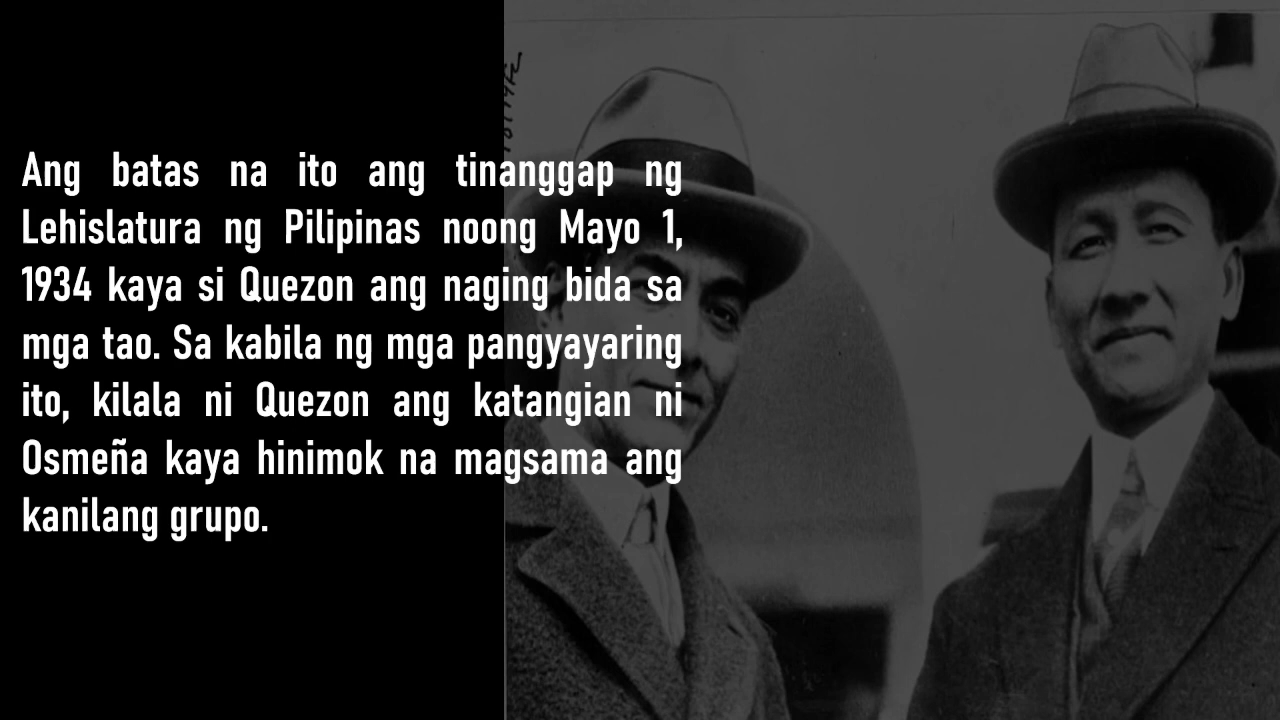 Ang batas na ito ang tinanggap ng
Lehislatura ng Pilipinas noong Mayo 1,
1934 kaya si Quezon ang naging bida sa
mga tao. Sa kabila ng mga pangyayaring
ito, kilala ni Quezon ang katangian ni
Osmeña kaya hinimok na magsama ang
kanilang grupo.